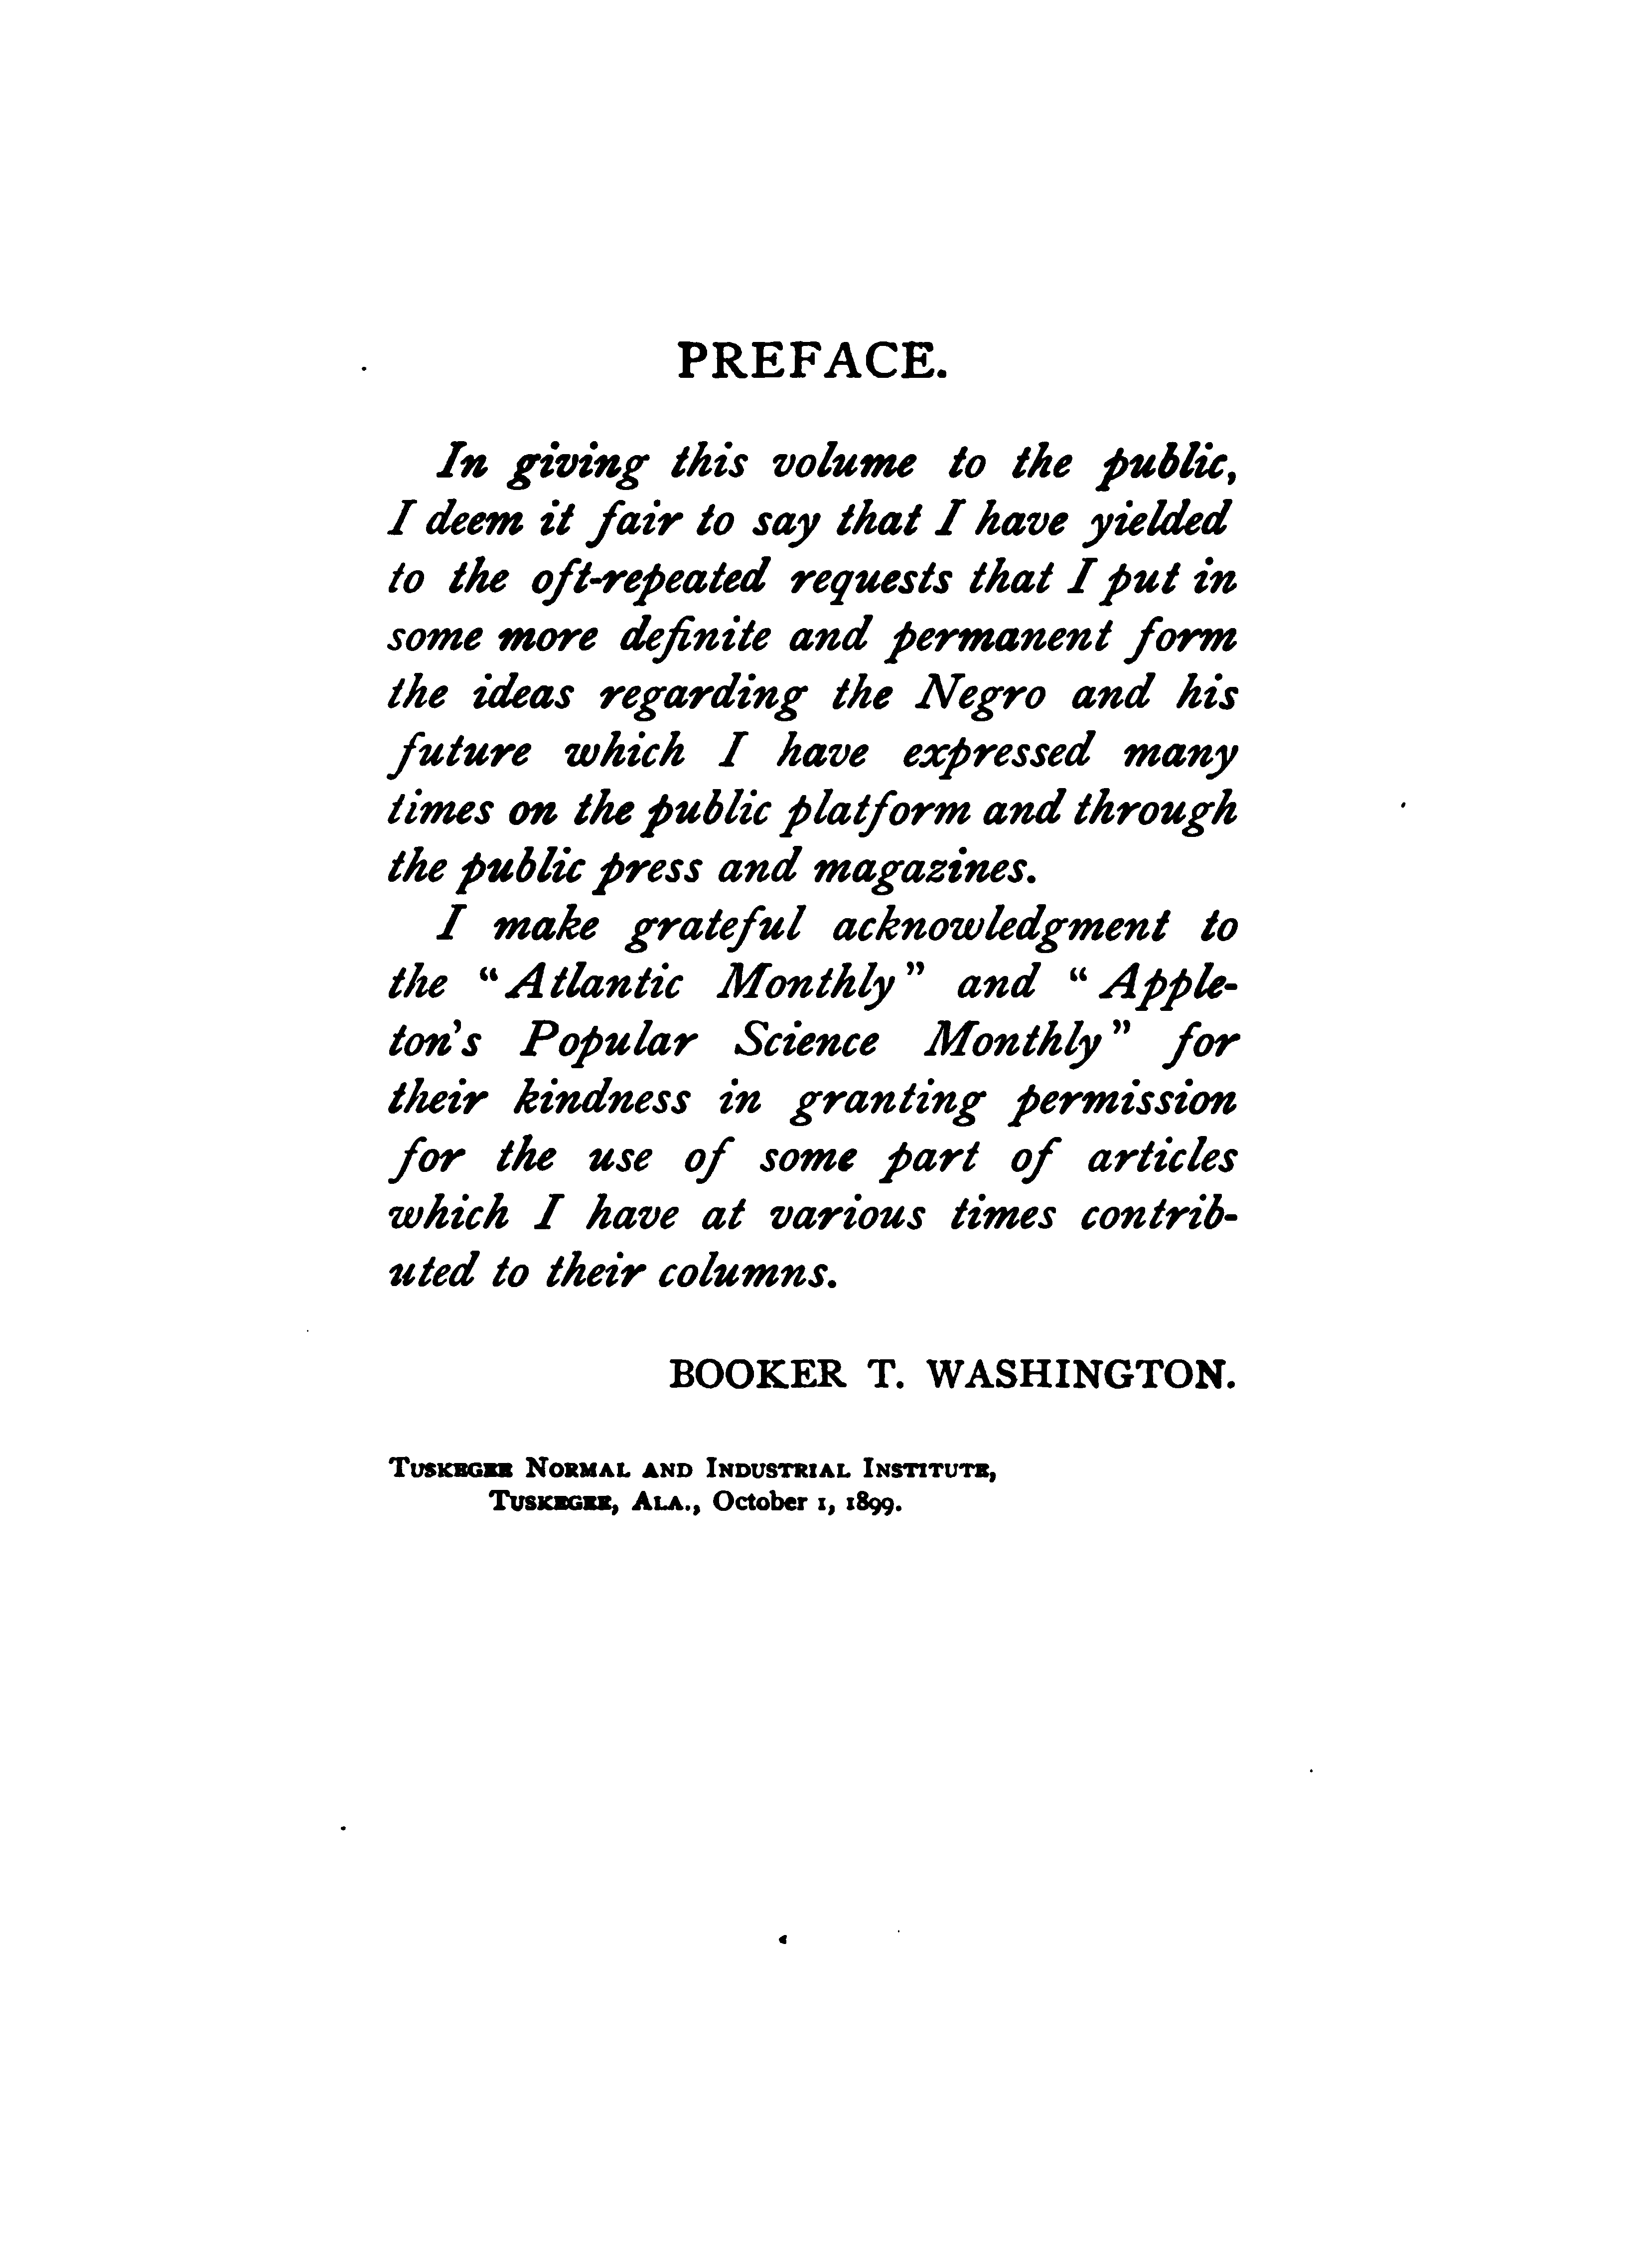 PREFACE.
In giving this volume to the public,
I deem it fair to say that I have yielded
to the oft-repeated requests that I put in
some more definite and permanent form
the ideas regarding the Negro and his
future which I have expressed many
times on the public platform and through
the public press and magazines.
I make grateful acknowledgment to
the "Atlantic Monthly" and "Apple-
ton's Popular Science Monthly" for
their kindness in granting permission
for the use of some part of articles
which I have at various times contrib-
uted to their columns.
BOOKER T. WASHINGTON.
TUSKEGEE NORMAL AND INDUSTRIAL INSTITUTE,
TUSKEGEE, ALA., October 1, 1899.